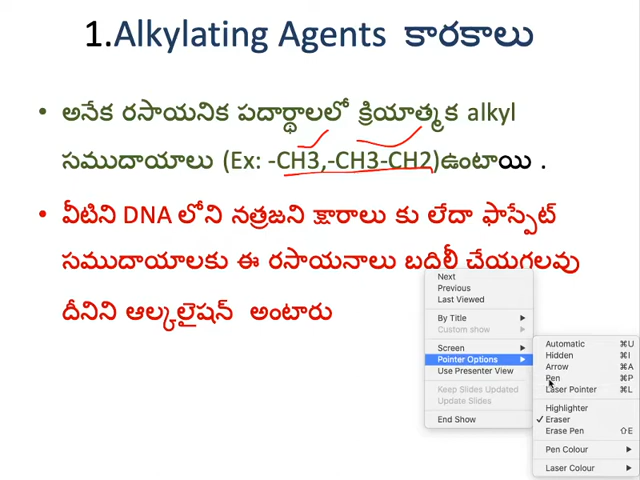 1.Alkylating Agents కారకాలు
• అనేక రసాయనిక పదార్థాలలో క్రియాత్మక alkyl
సముదాయాలు (Ex: -CH3,-CH3-CH2)ఉంటాయి .
• వీటిని DNA లోని నత్రజని క్షారాలు కు లేదా ఫాస్పేట్
సముదాయాలకు ఈ రసాయనాలు బదిలీ చేయగలవు
దీనిని ఆల్కలైషన్ అంటారు
Next
Previous
Last Viewed
By Title
Custom show
Screen
Pointer Options
Use Presenter View
Keep Slides Updated
Update Slides
End Show
Automatic ⌘U
Hidden ⌘I
Arrow ⌘A
Pen ⌘P
Laser Pointer ⌘L
Highlighter
✓ Eraser
Erase Pen ⇧E
Pen Colour
Laser Colour